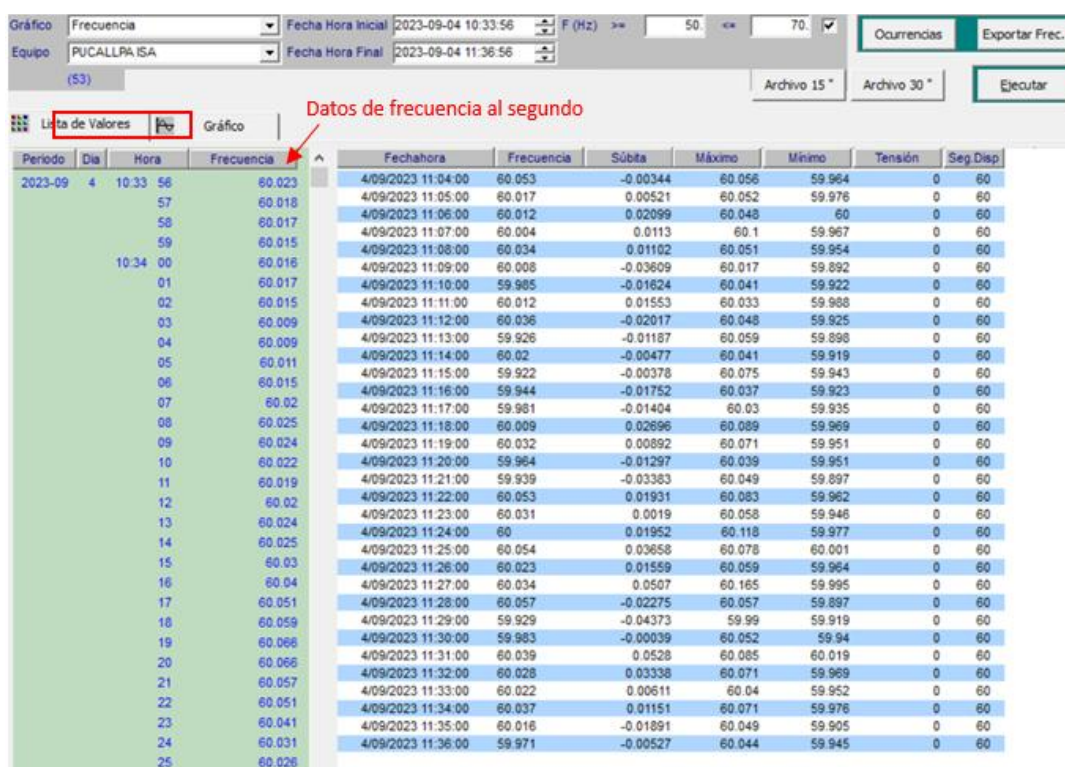 Gráfico Frecuencia Fecha Hora Inicial 2023-09-04 10:33:56 F (Hz) >= 50. <= 70. Ocurrencias Exportar Frec.
Equipo PUCALLPA ISA Fecha Hora Final 2023-09-04 11:36:56
(53) Archivo 15 " Archivo 30 " Ejecutar
Datos de frecuencia al segundo
Lista de Valores Gráfico
Periodo Dia Hora Frecuencia
2023-09 4 10:33 56 60.023
57 60.018
58 60.017
59 60.015
10:34 00 60.016
01 60.017
02 60.015
03 60.009
04 60.009
05 60.011
06 60.015
07 60.02
08 60.025
09 60.024
10 60.022
11 60.019
12 60.02
13 60.024
14 60.025
15 60.03
16 60.04
17 60.051
18 60.059
19 60.066
20 60.066
21 60.057
22 60.051
23 60.041
24 60.031
25 60.026
Fechahora Frecuencia Súbita Máximo Mínimo Tensión Seg.Disp
4/09/2023 11:04:00 60.053 -0.00344 60.056 59.964 0 60
4/09/2023 11:05:00 60.017 0.00521 60.052 59.976 0 60
4/09/2023 11:06:00 60.012 0.02099 60.048 60 0 60
4/09/2023 11:07:00 60.004 0.0113 60.1 59.967 0 60
4/09/2023 11:08:00 60.034 0.01102 60.051 59.954 0 60
4/09/2023 11:09:00 60.008 -0.03609 60.017 59.892 0 60
4/09/2023 11:10:00 59.985 -0.01624 60.041 59.922 0 60
4/09/2023 11:11:00 60.012 0.01553 60.033 59.988 0 60
4/09/2023 11:12:00 60.036 -0.02017 60.048 59.925 0 60
4/09/2023 11:13:00 59.926 -0.01187 60.059 59.898 0 60
4/09/2023 11:14:00 60.02 -0.00477 60.041 59.919 0 60
4/09/2023 11:15:00 59.922 -0.00378 60.075 59.943 0 60
4/09/2023 11:16:00 59.944 -0.01752 60.037 59.923 0 60
4/09/2023 11:17:00 59.981 -0.01404 60.03 59.935 0 60
4/09/2023 11:18:00 60.009 0.02696 60.089 59.969 0 60
4/09/2023 11:19:00 60.032 0.00892 60.071 59.951 0 60
4/09/2023 11:20:00 59.964 -0.01297 60.039 59.951 0 60
4/09/2023 11:21:00 59.939 -0.03383 60.049 59.897 0 60
4/09/2023 11:22:00 60.053 0.01931 60.083 59.962 0 60
4/09/2023 11:23:00 60.031 0.0019 60.058 59.946 0 60
4/09/2023 11:24:00 60 0.01952 60.118 59.977 0 60
4/09/2023 11:25:00 60.054 0.03658 60.078 60.001 0 60
4/09/2023 11:26:00 60.023 0.01559 60.059 59.964 0 60
4/09/2023 11:27:00 60.034 0.0507 60.165 59.995 0 60
4/09/2023 11:28:00 60.057 -0.02275 60.057 59.897 0 60
4/09/2023 11:29:00 59.929 -0.04373 59.99 59.919 0 60
4/09/2023 11:30:00 59.983 -0.00039 60.052 59.94 0 60
4/09/2023 11:31:00 60.039 0.0528 60.085 60.019 0 60
4/09/2023 11:32:00 60.028 0.03338 60.071 59.969 0 60
4/09/2023 11:33:00 60.022 0.00611 60.04 59.952 0 60
4/09/2023 11:34:00 60.037 0.01151 60.071 59.976 0 60
4/09/2023 11:35:00 60.016 -0.01891 60.049 59.905 0 60
4/09/2023 11:36:00 59.971 -0.00527 60.044 59.945 0 60